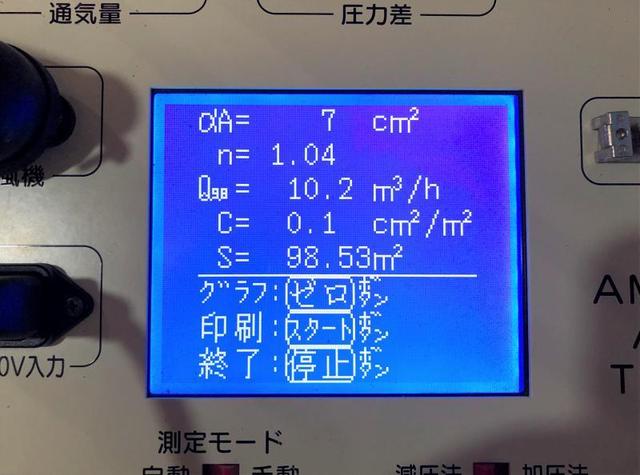 通気量
圧力差
αA= 7 cm²
n= 1.04
Q9.8= 10.2 m³/h
C= 0.1 cm²/m²
S= 98.53m²
グラフ:ゼロボタン
印刷:スタートボタン
終了:停止ボタン
風機
0V入力
AM
T
測定モード
自動 手動 減圧法 加圧法